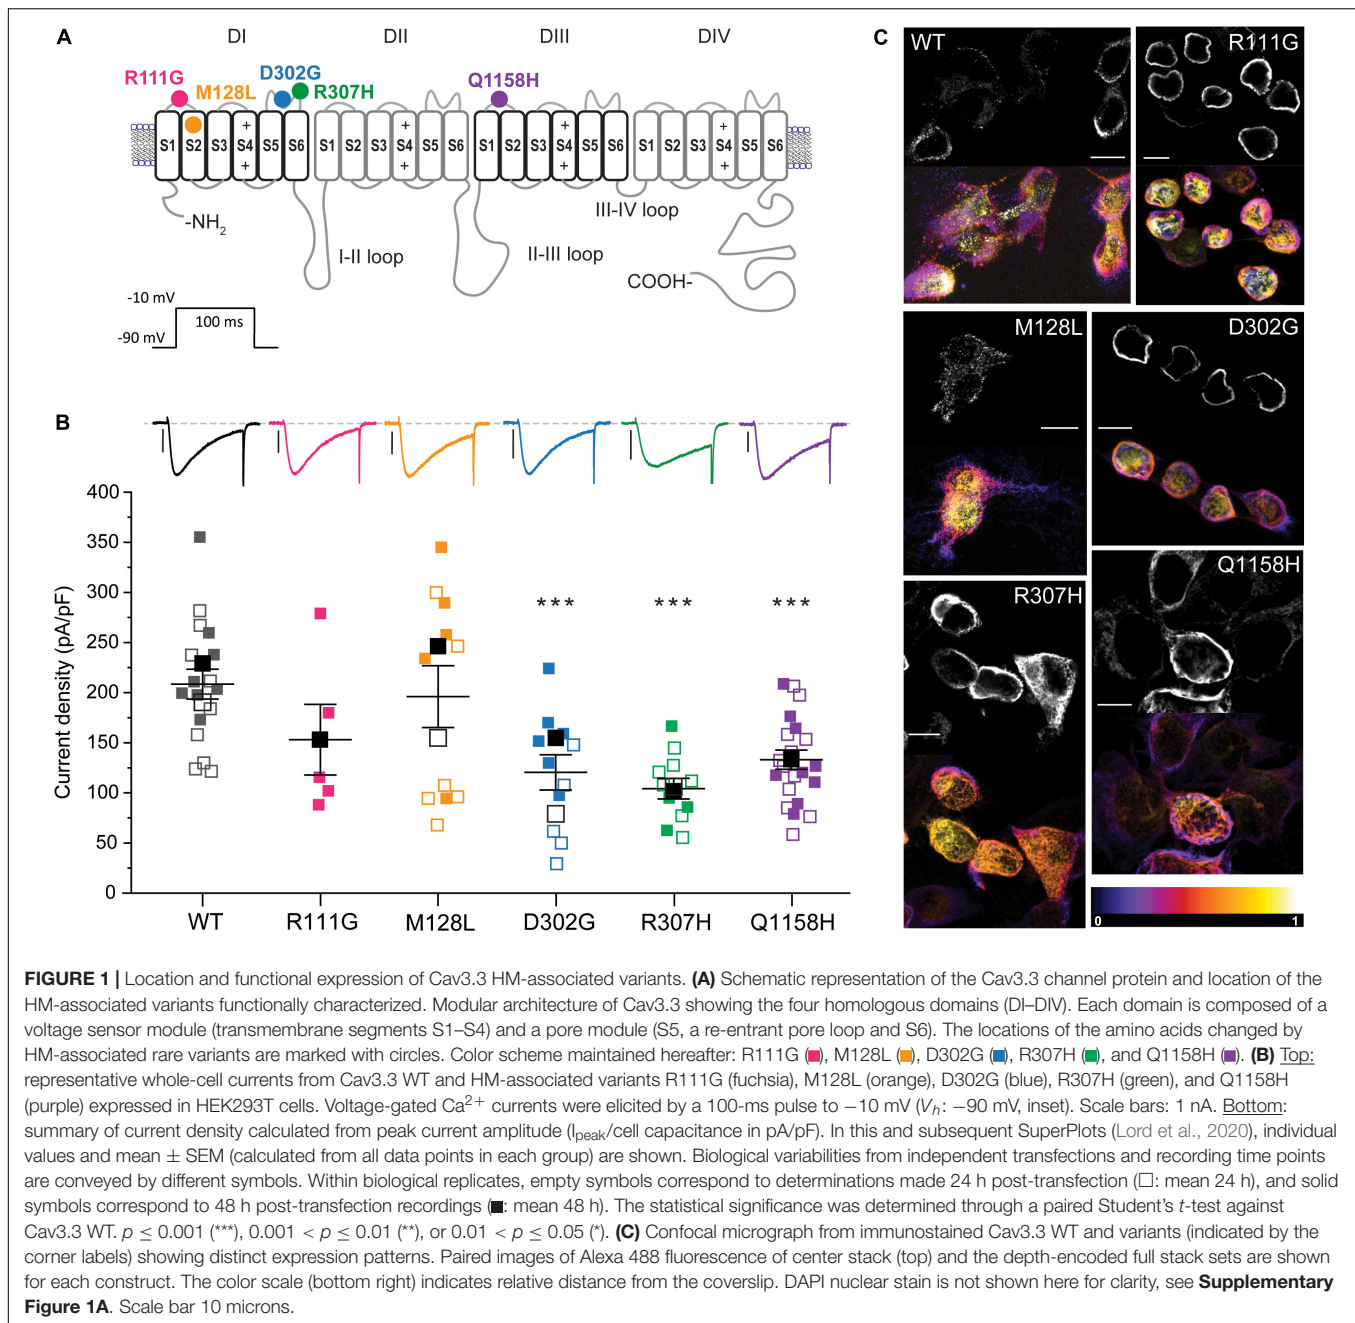 A
DI DII DIII DIV
R111G M128L D302G R307H Q1158H
S1 S2 S3 + S4 + S5 S6 S1 S2 S3 + S4 + S5 S6 S1 S2 S3 + S4 + S5 S6 S1 S2 S3 + S4 + S5 S6
-NH2
I-II loop
II-III loop
III-IV loop
COOH-
-10 mV
100 ms
-90 mV
B
Current density (pA/pF)
400
350
300
250
200
150
100
50
0
*** *** ***
WT R111G M128L D302G R307H Q1158H
C
WT
R111G
M128L
D302G
R307H
Q1158H
0 1
FIGURE 1 | Location and functional expression of Cav3.3 HM-associated variants. (A) Schematic representation of the Cav3.3 channel protein and location of the
HM-associated variants functionally characterized. Modular architecture of Cav3.3 showing the four homologous domains (DI–DIV). Each domain is composed of a
voltage sensor module (transmembrane segments S1–S4) and a pore module (S5, a re-entrant pore loop and S6). The locations of the amino acids changed by
HM-associated rare variants are marked with circles. Color scheme maintained hereafter: R111G (■), M128L (■), D302G (■), R307H (■), and Q1158H (■). (B) Top:
representative whole-cell currents from Cav3.3 WT and HM-associated variants R111G (fuchsia), M128L (orange), D302G (blue), R307H (green), and Q1158H
(purple) expressed in HEK293T cells. Voltage-gated Ca2+ currents were elicited by a 100-ms pulse to −10 mV (Vh: −90 mV, inset). Scale bars: 1 nA. Bottom:
summary of current density calculated from peak current amplitude (Ipeak/cell capacitance in pA/pF). In this and subsequent SuperPlots (Lord et al., 2020), individual
values and mean ± SEM (calculated from all data points in each group) are shown. Biological variabilities from independent transfections and recording time points
are conveyed by different symbols. Within biological replicates, empty symbols correspond to determinations made 24 h post-transfection (□: mean 24 h), and solid
symbols correspond to 48 h post-transfection recordings (■: mean 48 h). The statistical significance was determined through a paired Student's t-test against
Cav3.3 WT. p ≤ 0.001 (***), 0.001 < p ≤ 0.01 (**), or 0.01 < p ≤ 0.05 (*). (C) Confocal micrograph from immunostained Cav3.3 WT and variants (indicated by the
corner labels) showing distinct expression patterns. Paired images of Alexa 488 fluorescence of center stack (top) and the depth-encoded full stack sets are shown
for each construct. The color scale (bottom right) indicates relative distance from the coverslip. DAPI nuclear stain is not shown here for clarity, see Supplementary
Figure 1A. Scale bar 10 microns.